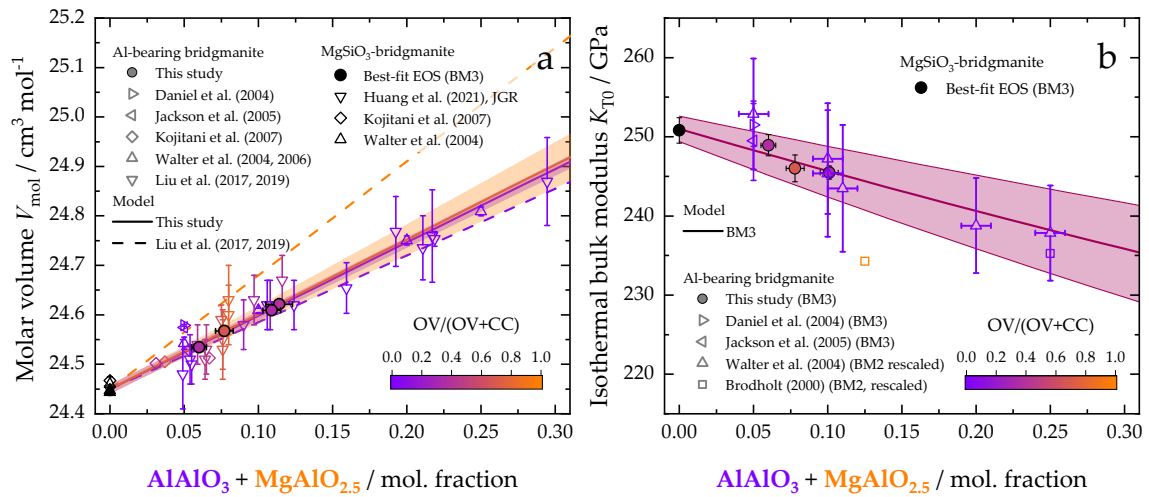 a
Al-bearing bridgmanite
This study
Daniel et al. (2004)
Jackson et al. (2005)
Kojitani et al. (2007)
Walter et al. (2004, 2006)
Liu et al. (2017, 2019)
Model
This study
Liu et al. (2017, 2019)
MgSiO3-bridgmanite
Best-fit EOS (BM3)
Huang et al. (2021), JGR
Kojitani et al. (2007)
Walter et al. (2004)
OV/(OV+CC)
0.0 0.2 0.4 0.6 0.8 1.0
Molar volume Vmol / cm3 mol-1
25.2
25.1
25.0
24.9
24.8
24.7
24.6
24.5
24.4
0.00 0.05 0.10 0.15 0.20 0.25 0.30
AlAlO3 + MgAlO2.5 / mol. fraction
b
MgSiO3-bridgmanite
Best-fit EOS (BM3)
Model
BM3
Al-bearing bridgmanite
This study (BM3)
Daniel et al. (2004) (BM3)
Jackson et al. (2005) (BM3)
Walter et al. (2004) (BM2 rescaled)
Brodholt (2000) (BM2, rescaled)
OV/(OV+CC)
0.0 0.2 0.4 0.6 0.8 1.0
Isothermal bulk modulus KT0 / GPa
260
250
240
230
220
0.00 0.05 0.10 0.15 0.20 0.25 0.30
AlAlO3 + MgAlO2.5 / mol. fraction